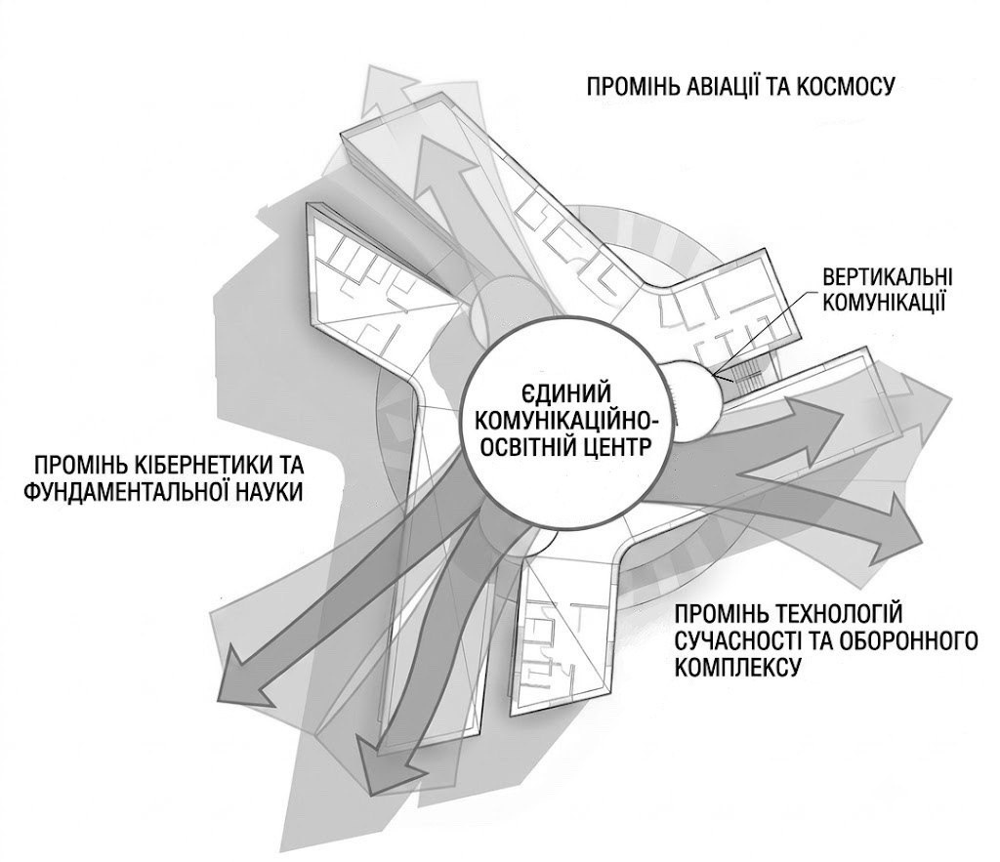 ПРОМІНЬ АВІАЦІЇ ТА КОСМОСУ
ВЕРТИКАЛЬНІ
КОМУНІКАЦІЇ
ЄДИНИЙ
КОМУНІКАЦІЙНО-
ОСВІТНІЙ ЦЕНТР
ПРОМІНЬ КІБЕРНЕТИКИ ТА
ФУНДАМЕНТАЛЬНОЇ НАУКИ
ПРОМІНЬ ТЕХНОЛОГІЙ
СУЧАСНОСТІ ТА ОБОРОННОГО
КОМПЛЕКСУ